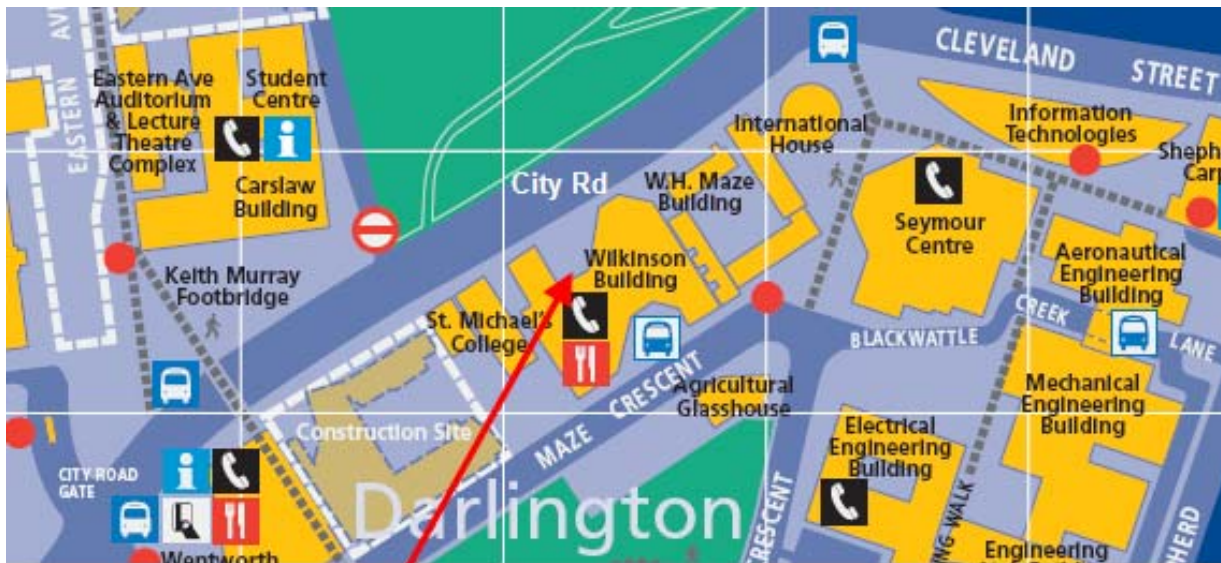 EASTERN AVE
Eastern Ave
Auditorium
& Lecture
Theatre
Complex
Student
Centre
i
Carslaw
Building
Keith Murray
Footbridge
City Rd
CLEVELAND STREET
International
House
Information
Technologies
W.H. Maze
Building
Seymour
Centre
Wilkinson
Building
Aeronautical
Engineering
Building
St. Michael's
College
BLACKWATTLE CREEK LANE
MAZE CRESCENT
Agricultural
Glasshouse
Mechanical
Engineering
Building
Construction Site
Electrical
Engineering
Building
CITY ROAD
GATE
i
Darlington
CRESCENT
Wentworth
Engineering